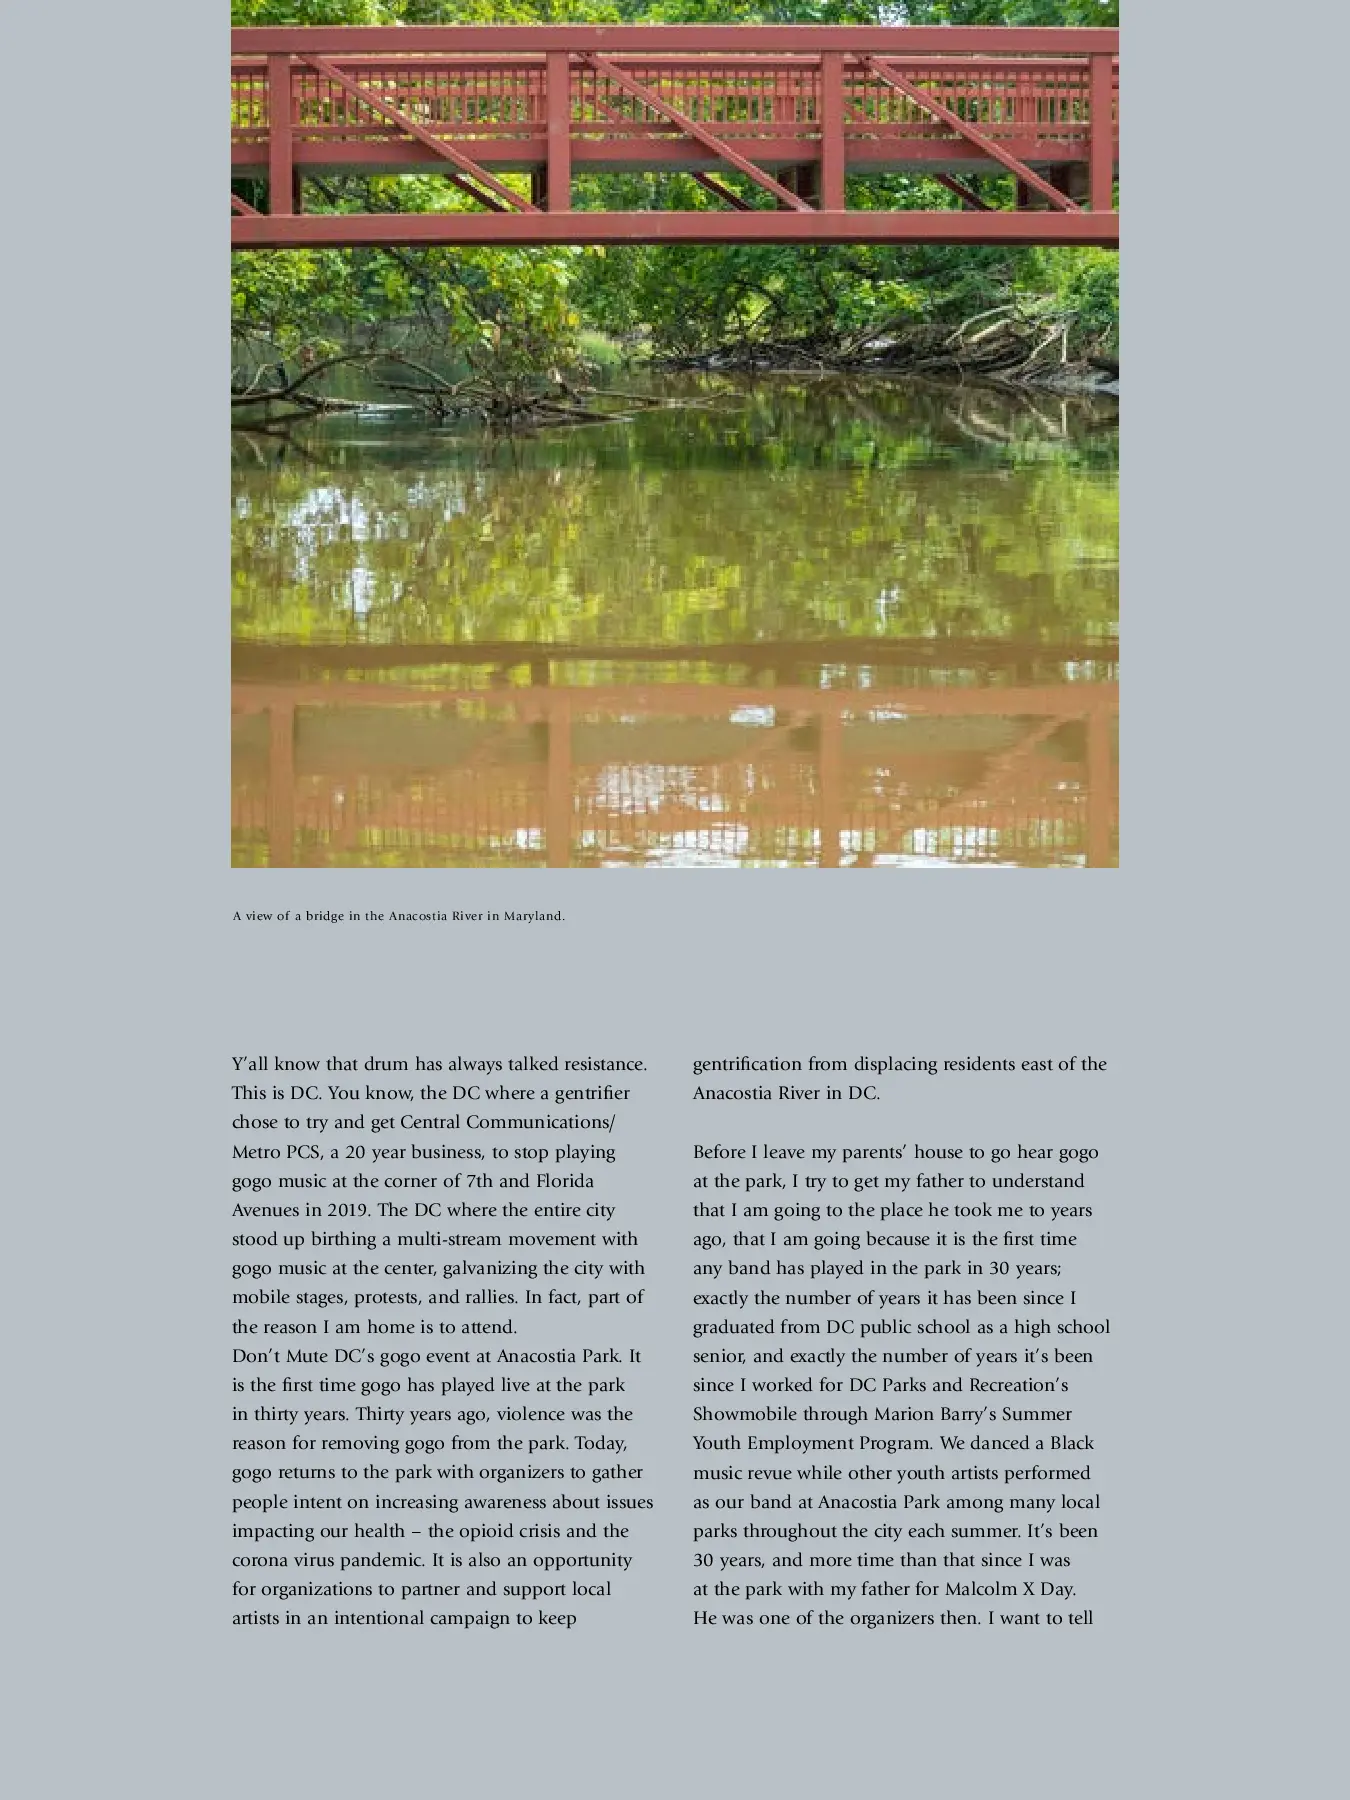 A view of a bridge in the Anacostia River in Maryland.
Y’all know that drum has always talked resistance.
This is DC. You know, the DC where a gentrifier
chose to try and get Central Communications/
Metro PCS, a 20 year business, to stop playing
gogo music at the corner of 7th and Florida
Avenues in 2019. The DC where the entire city
stood up birthing a multi-stream movement with
gogo music at the center, galvanizing the city with
mobile stages, protests, and rallies. In fact, part of
the reason I am home is to attend.
Don’t Mute DC’s gogo event at Anacostia Park. It
is the first time gogo has played live at the park
in thirty years. Thirty years ago, violence was the
reason for removing gogo from the park. Today,
gogo returns to the park with organizers to gather
people intent on increasing awareness about issues
impacting our health – the opioid crisis and the
corona virus pandemic. It is also an opportunity
for organizations to partner and support local
artists in an intentional campaign to keep
gentrification from displacing residents east of the
Anacostia River in DC.
Before I leave my parents’ house to go hear gogo
at the park, I try to get my father to understand
that I am going to the place he took me to years
ago, that I am going because it is the first time
any band has played in the park in 30 years;
exactly the number of years it has been since I
graduated from DC public school as a high school
senior, and exactly the number of years it’s been
since I worked for DC Parks and Recreation’s
Showmobile through Marion Barry’s Summer
Youth Employment Program. We danced a Black
music revue while other youth artists performed
as our band at Anacostia Park among many local
parks throughout the city each summer. It’s been
30 years, and more time than that since I was
at the park with my father for Malcolm X Day.
He was one of the organizers then. I want to tell